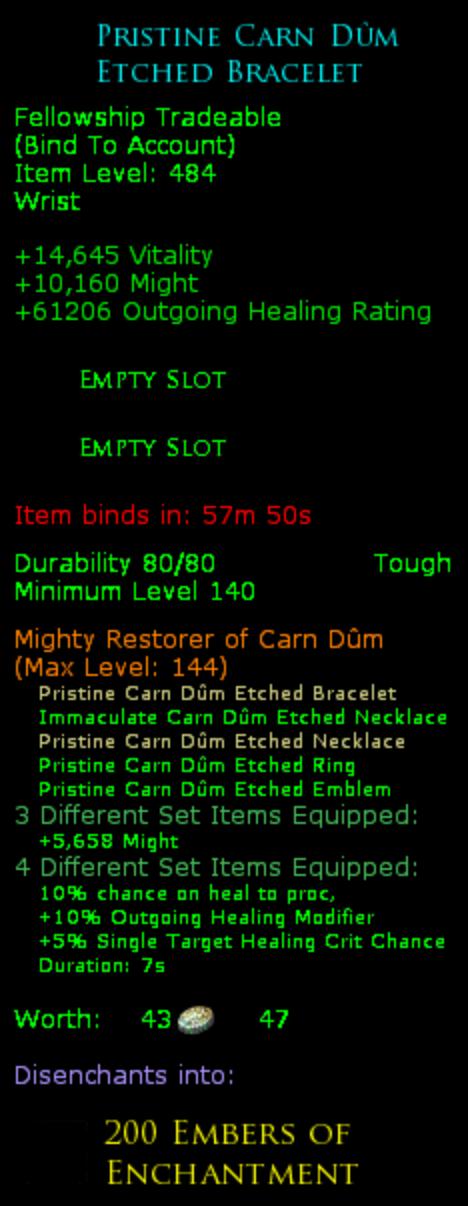 Pristine Carn Dûm
Etched Bracelet
Fellowship Tradeable
(Bind To Account)
Item Level: 484
Wrist
+14,645 Vitality
+10,160 Might
+61206 Outgoing Healing Rating
Empty Slot
Empty Slot
Item binds in: 57m 50s
Durability 80/80 Tough
Minimum Level 140
Mighty Restorer of Carn Dûm
(Max Level: 144)
Pristine Carn Dûm Etched Bracelet
Immaculate Carn Dûm Etched Necklace
Pristine Carn Dûm Etched Necklace
Pristine Carn Dûm Etched Ring
Pristine Carn Dûm Etched Emblem
3 Different Set Items Equipped:
+5,658 Might
4 Different Set Items Equipped:
10% chance on heal to proc,
+10% Outgoing Healing Modifier
+5% Single Target Healing Crit Chance
Duration: 7s
Worth: 43 47
Disenchants into:
200 Embers of
Enchantment